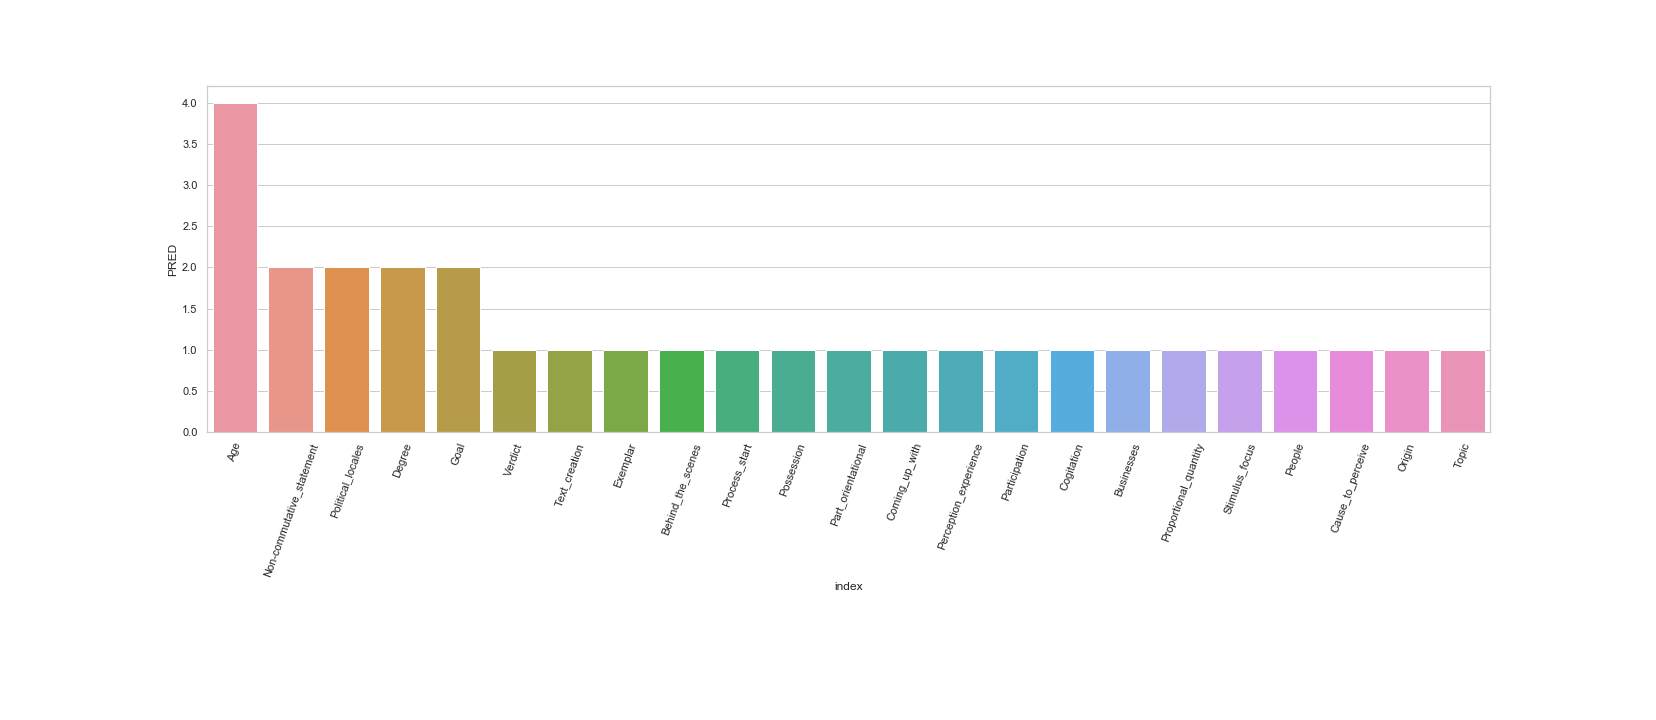 4.0
3.5
3.0
2.5
2.0
1.5
1.0
0.5
0.0
PRED
Age
Non-commutative_statement
Political_locales
Degree
Goal
Verdict
Text_creation
Exemplar
Behind_the_scenes
Process_start
Possession
Part_orientational
Coming_up_with
Perception_experience
Participation
Cogitation
Businesses
Proportional_quantity
Stimulus_focus
People
Cause_to_perceive
Origin
Topic
index